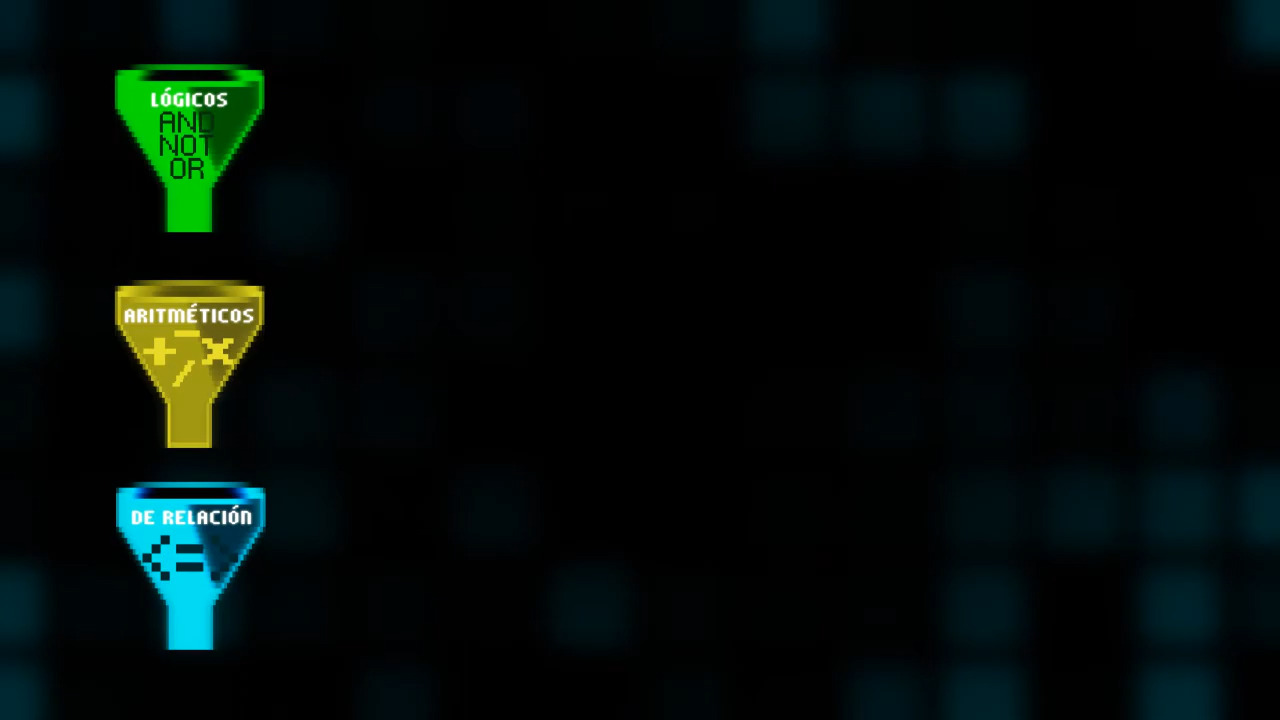 LÓGICOS
AND
NOT
OR
ARITMÉTICOS
+ - x
/
DE RELACIÓN
< =